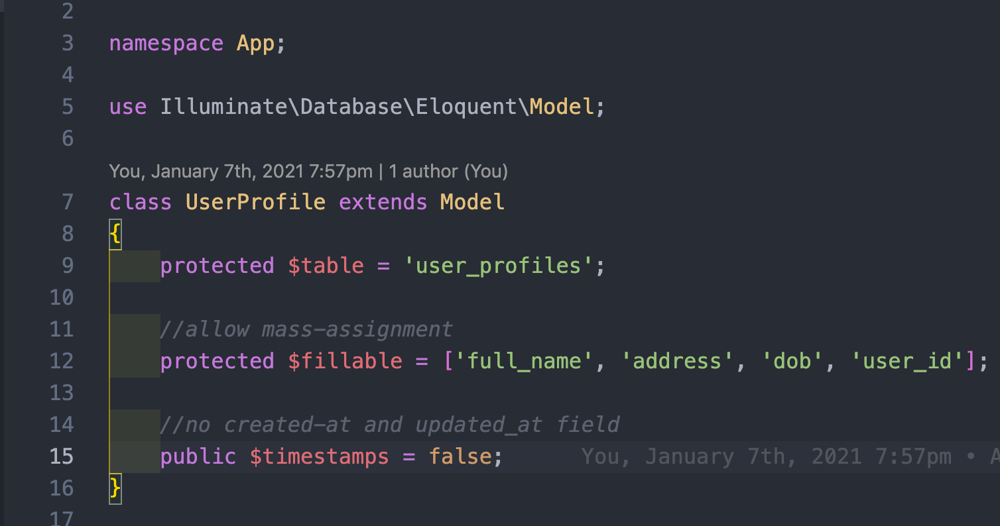 2
3 namespace App;
4
5 use Illuminate\Database\Eloquent\Model;
6
You, January 7th, 2021 7:57pm | 1 author (You)
7 class UserProfile extends Model
8 {
9 protected $table = 'user_profiles';
10
11 //allow mass-assignment
12 protected $fillable = ['full_name', 'address', 'dob', 'user_id'];
13
14 //no created-at and updated_at field
15 public $timestamps = false; You, January 7th, 2021 7:57pm •
16 }
17